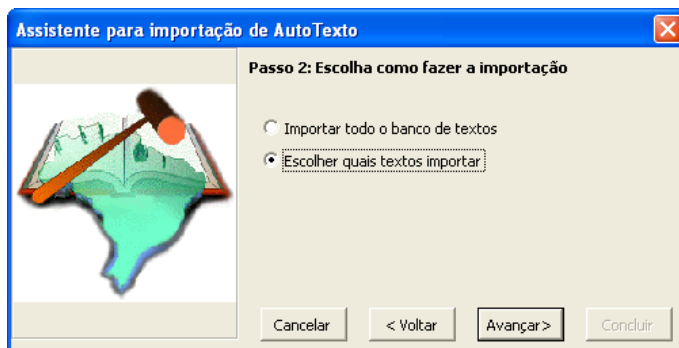 Assistente para importação de AutoTexto
Passo 2: Escolha como fazer a importação
Importar todo o banco de textos
Escolher quais textos importar
Cancelar
< Voltar
Avançar>
Concluir